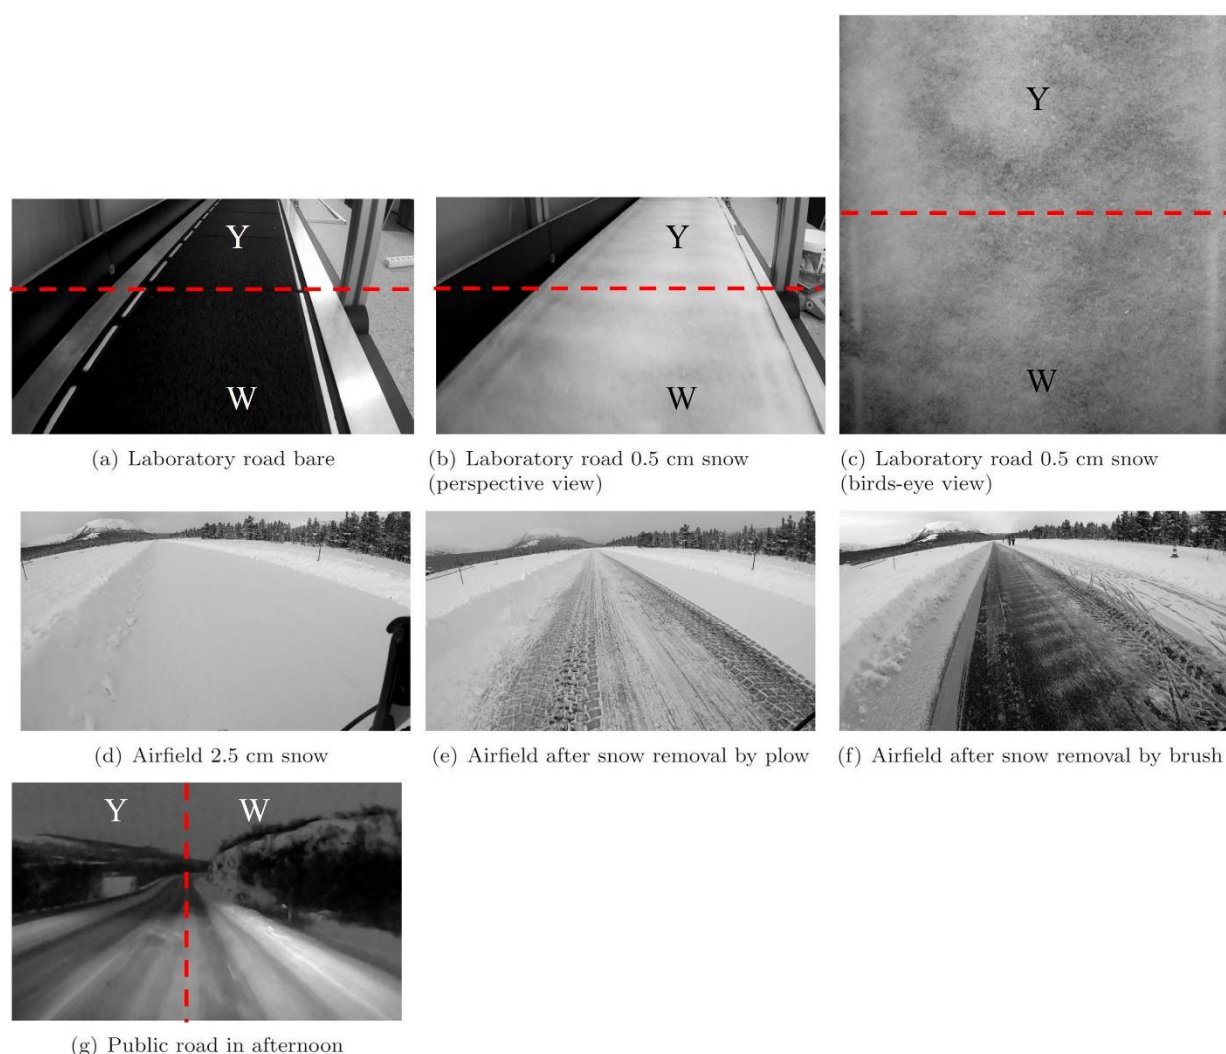 Y
Y
Y
W
W
W
(a) Laboratory road bare
(b) Laboratory road 0.5 cm snow
(perspective view)
(c) Laboratory road 0.5 cm snow
(birds-eye view)
(d) Airfield 2.5 cm snow
(e) Airfield after snow removal by plow
(f) Airfield after snow removal by brush
Y
W
(g) Public road in afternoon